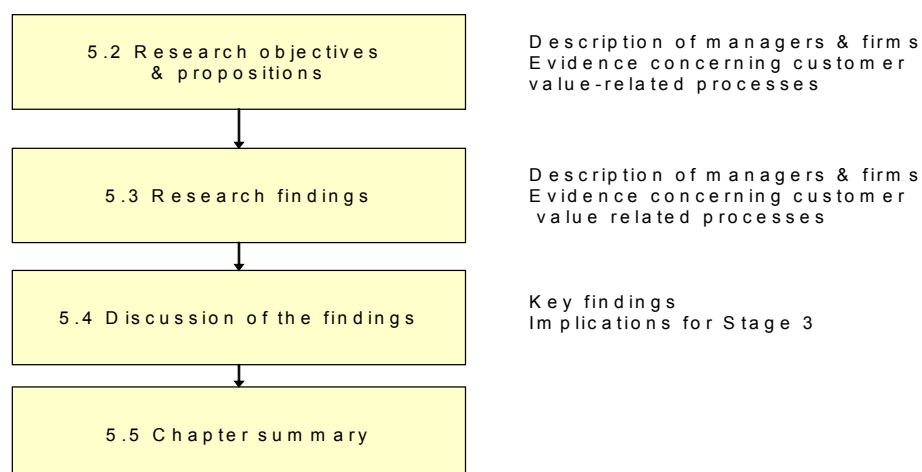 5.2 Research objectives
& propositions
Description of managers & firms
Evidence concerning customer
value-related processes
5.3 Research findings
Description of managers & firms
Evidence concerning customer
value related processes
5.4 Discussion of the findings
Key findings
Implications for Stage 3
5.5 Chapter summary